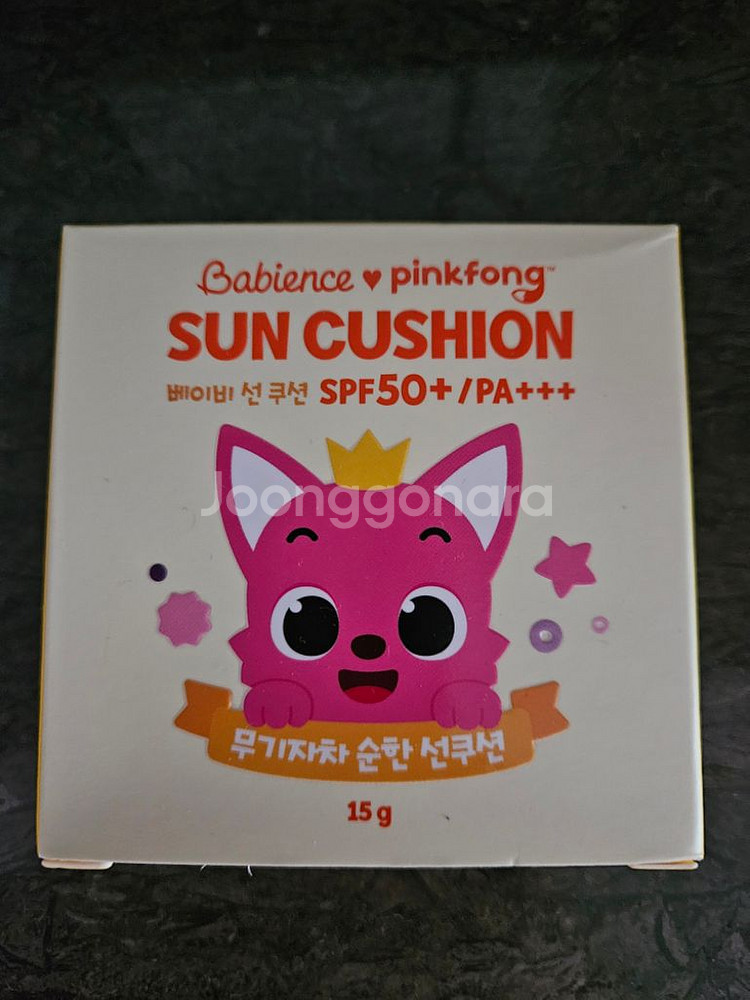 Babience ♥ pinkfong™
SUN CUSHION
베이비 선 쿠션 SPF50+/PA+++
Joonggonara
무기자차 순한 선쿠션
15 g